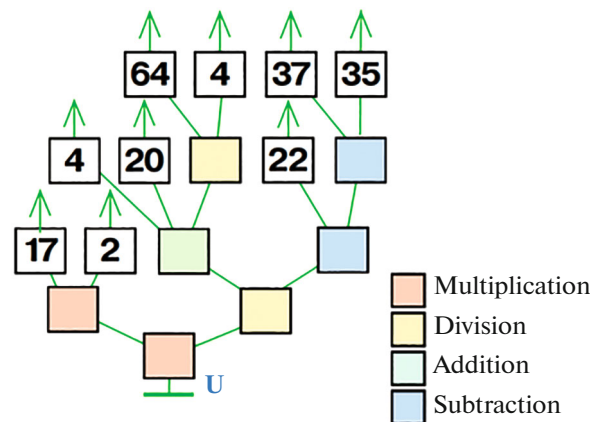 64 4 37 35
4 20 22
17 2
Multiplication
Division
Addition
Subtraction
U